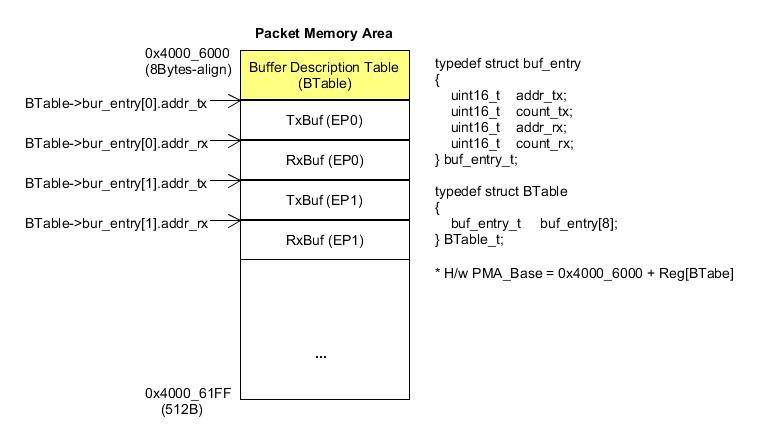 Packet Memory Area
0x4000_6000
(8Bytes-align)
Buffer Description Table
(BTable)
BTable->bur_entry[0].addr_tx
TxBuf (EP0)
BTable->bur_entry[0].addr_rx
RxBuf (EP0)
BTable->bur_entry[1].addr_tx
TxBuf (EP1)
BTable->bur_entry[1].addr_rx
RxBuf (EP1)
...
0x4000_61FF
(512B)
typedef struct buf_entry
{
uint16_t addr_tx;
uint16_t count_tx;
uint16_t addr_rx;
uint16_t count_rx;
} buf_entry_t;
typedef struct BTable
{
buf_entry_t buf_entry[8];
} BTable_t;
* H/w PMA_Base = 0x4000_6000 + Reg[BTabe]